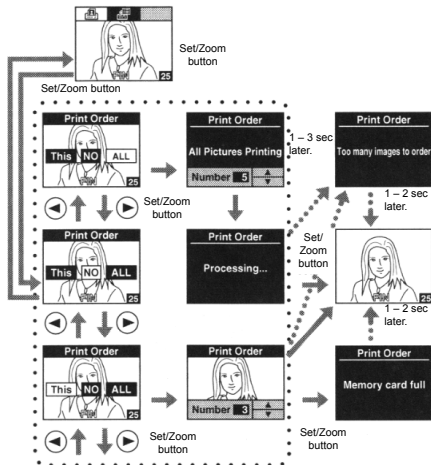 25
Set/Zoom
button
Set/Zoom button
Print Order
This NO ALL
25
Print Order
All Pictures Printing
Number 5
1 – 3 sec
later.
Print Order
Too many images to order
Set/Zoom
button
1 – 2 sec
later.
Print Order
This NO ALL
25
Print Order
Processing...
Set/
Zoom
button
25
1 – 2 sec
later.
Print Order
This NO ALL
25
Print Order
Number 3
Print Order
Memory card full
Set/Zoom
button
Set/Zoom
button